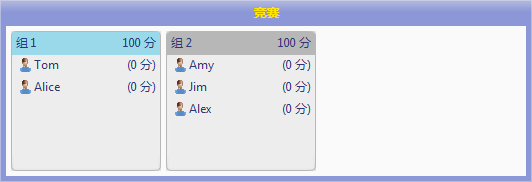 竞赛
组 1 100 分
Tom (0 分)
Alice (0 分)
组 2 100 分
Amy (0 分)
Jim (0 分)
Alex (0 分)